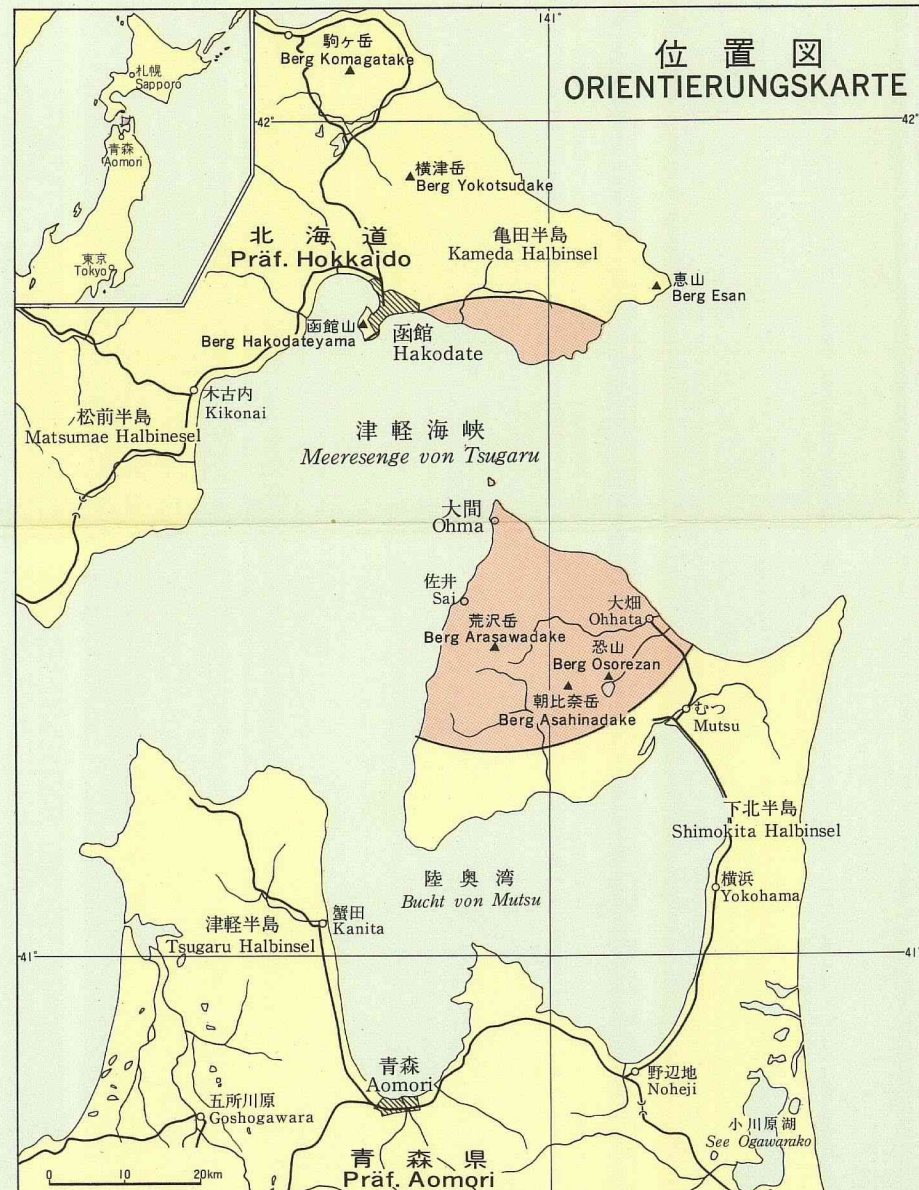 位置図
ORIENTIERUNGSKARTE
141°
42°
42°
札幌
Sapporo
青森
Aomori
東京
Tokyo
駒ヶ岳
Berg Komagatake
横津岳
Berg Yokotsudake
北海道
Präf. Hokkaido
亀田半島
Kameda Halbinsel
恵山
Berg Esan
函館山
Berg Hakodateyama
函館
Hakodate
木古内
Kikonai
松前半島
Matsumae Halbinesel
津軽海峡
Meeresenge von Tsugaru
大間
Ohma
佐井
Sai
荒沢岳
Berg Arasawadake
大畑
Ohhata
恐山
Berg Osorezan
朝比奈岳
Berg Asahinadake
むつ
Mutsu
下北半島
Shimokita Halbinsel
陸奥湾
Bucht von Mutsu
横浜
Yokohama
蟹田
Kanita
津軽半島
Tsugaru Halbinsel
41°
41°
青森
Aomori
野辺地
Noheji
五所川原
Goshogawara
小川原湖
See Ogawarako
青森県
Präf. Aomori
0 10 20km